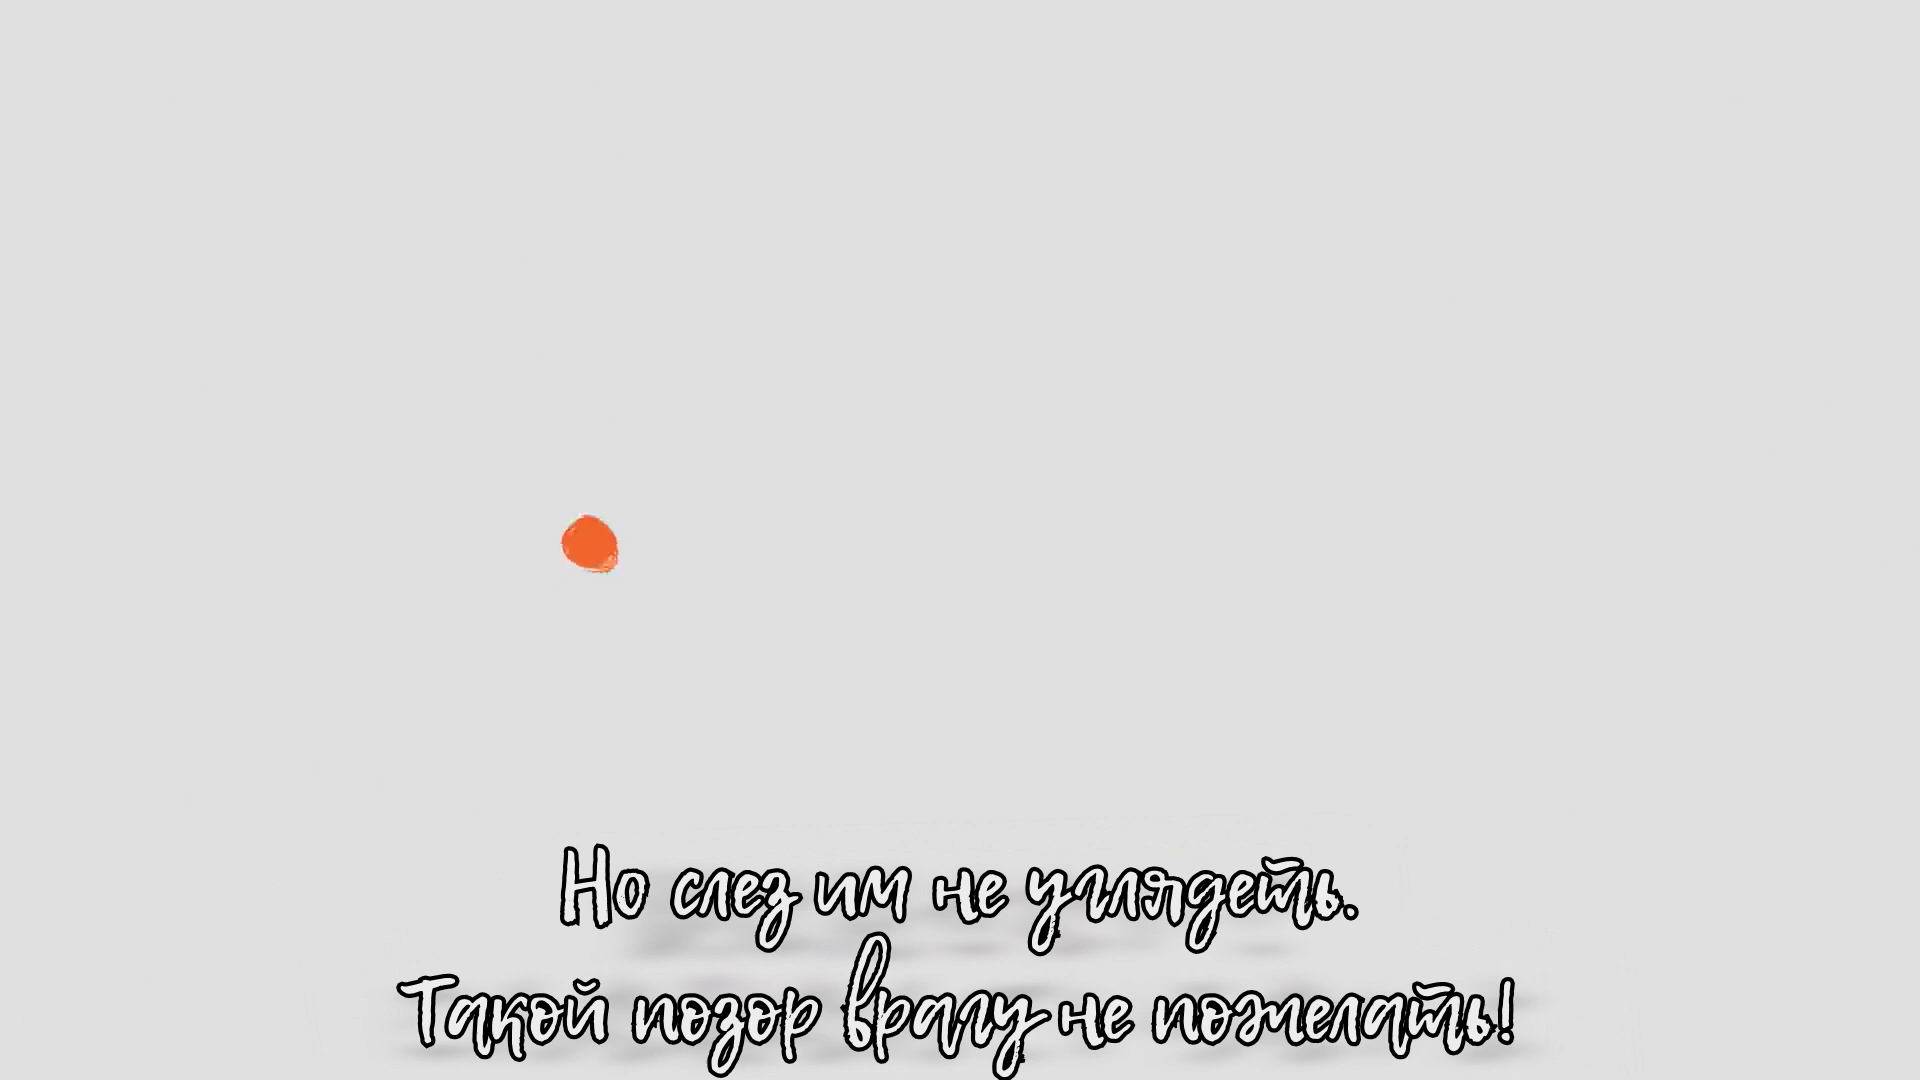 Но слез им не углядеть.
Такой позор врагу не пожелать!